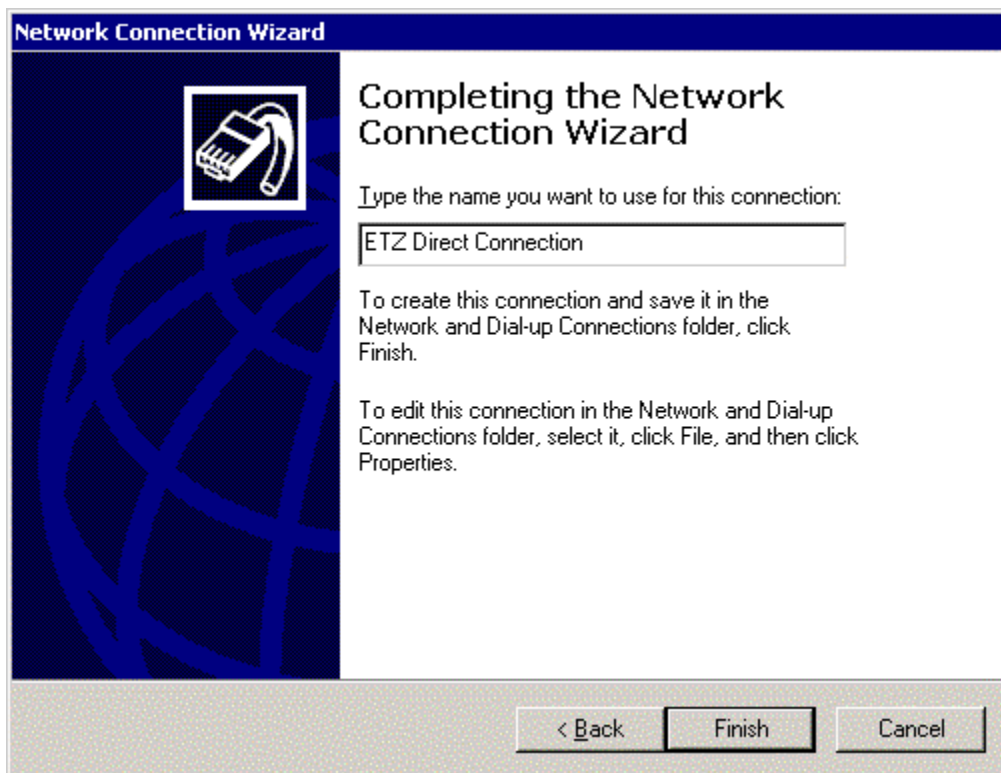 Network Connection Wizard
Completing the Network
Connection Wizard
Type the name you want to use for this connection:
ETZ Direct Connection
To create this connection and save it in the
Network and Dial-up Connections folder, click
Finish.
To edit this connection in the Network and Dial-up
Connections folder, select it, click File, and then click
Properties.
< Back
Finish
Cancel